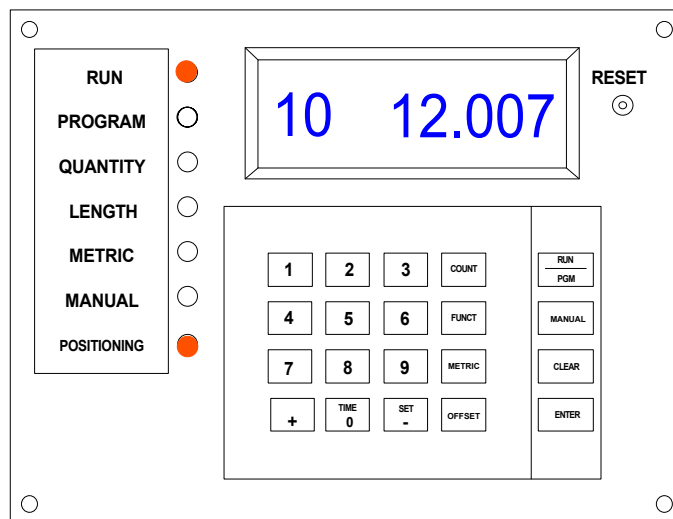 RUN
PROGRAM
QUANTITY
LENGTH
METRIC
MANUAL
POSITIONING
10 12.007
RESET
1 2 3 COUNT
4 5 6 FUNCT
7 8 9 METRIC
+ TIME 0 SET - OFFSET
RUN
PGM
MANUAL
CLEAR
ENTER